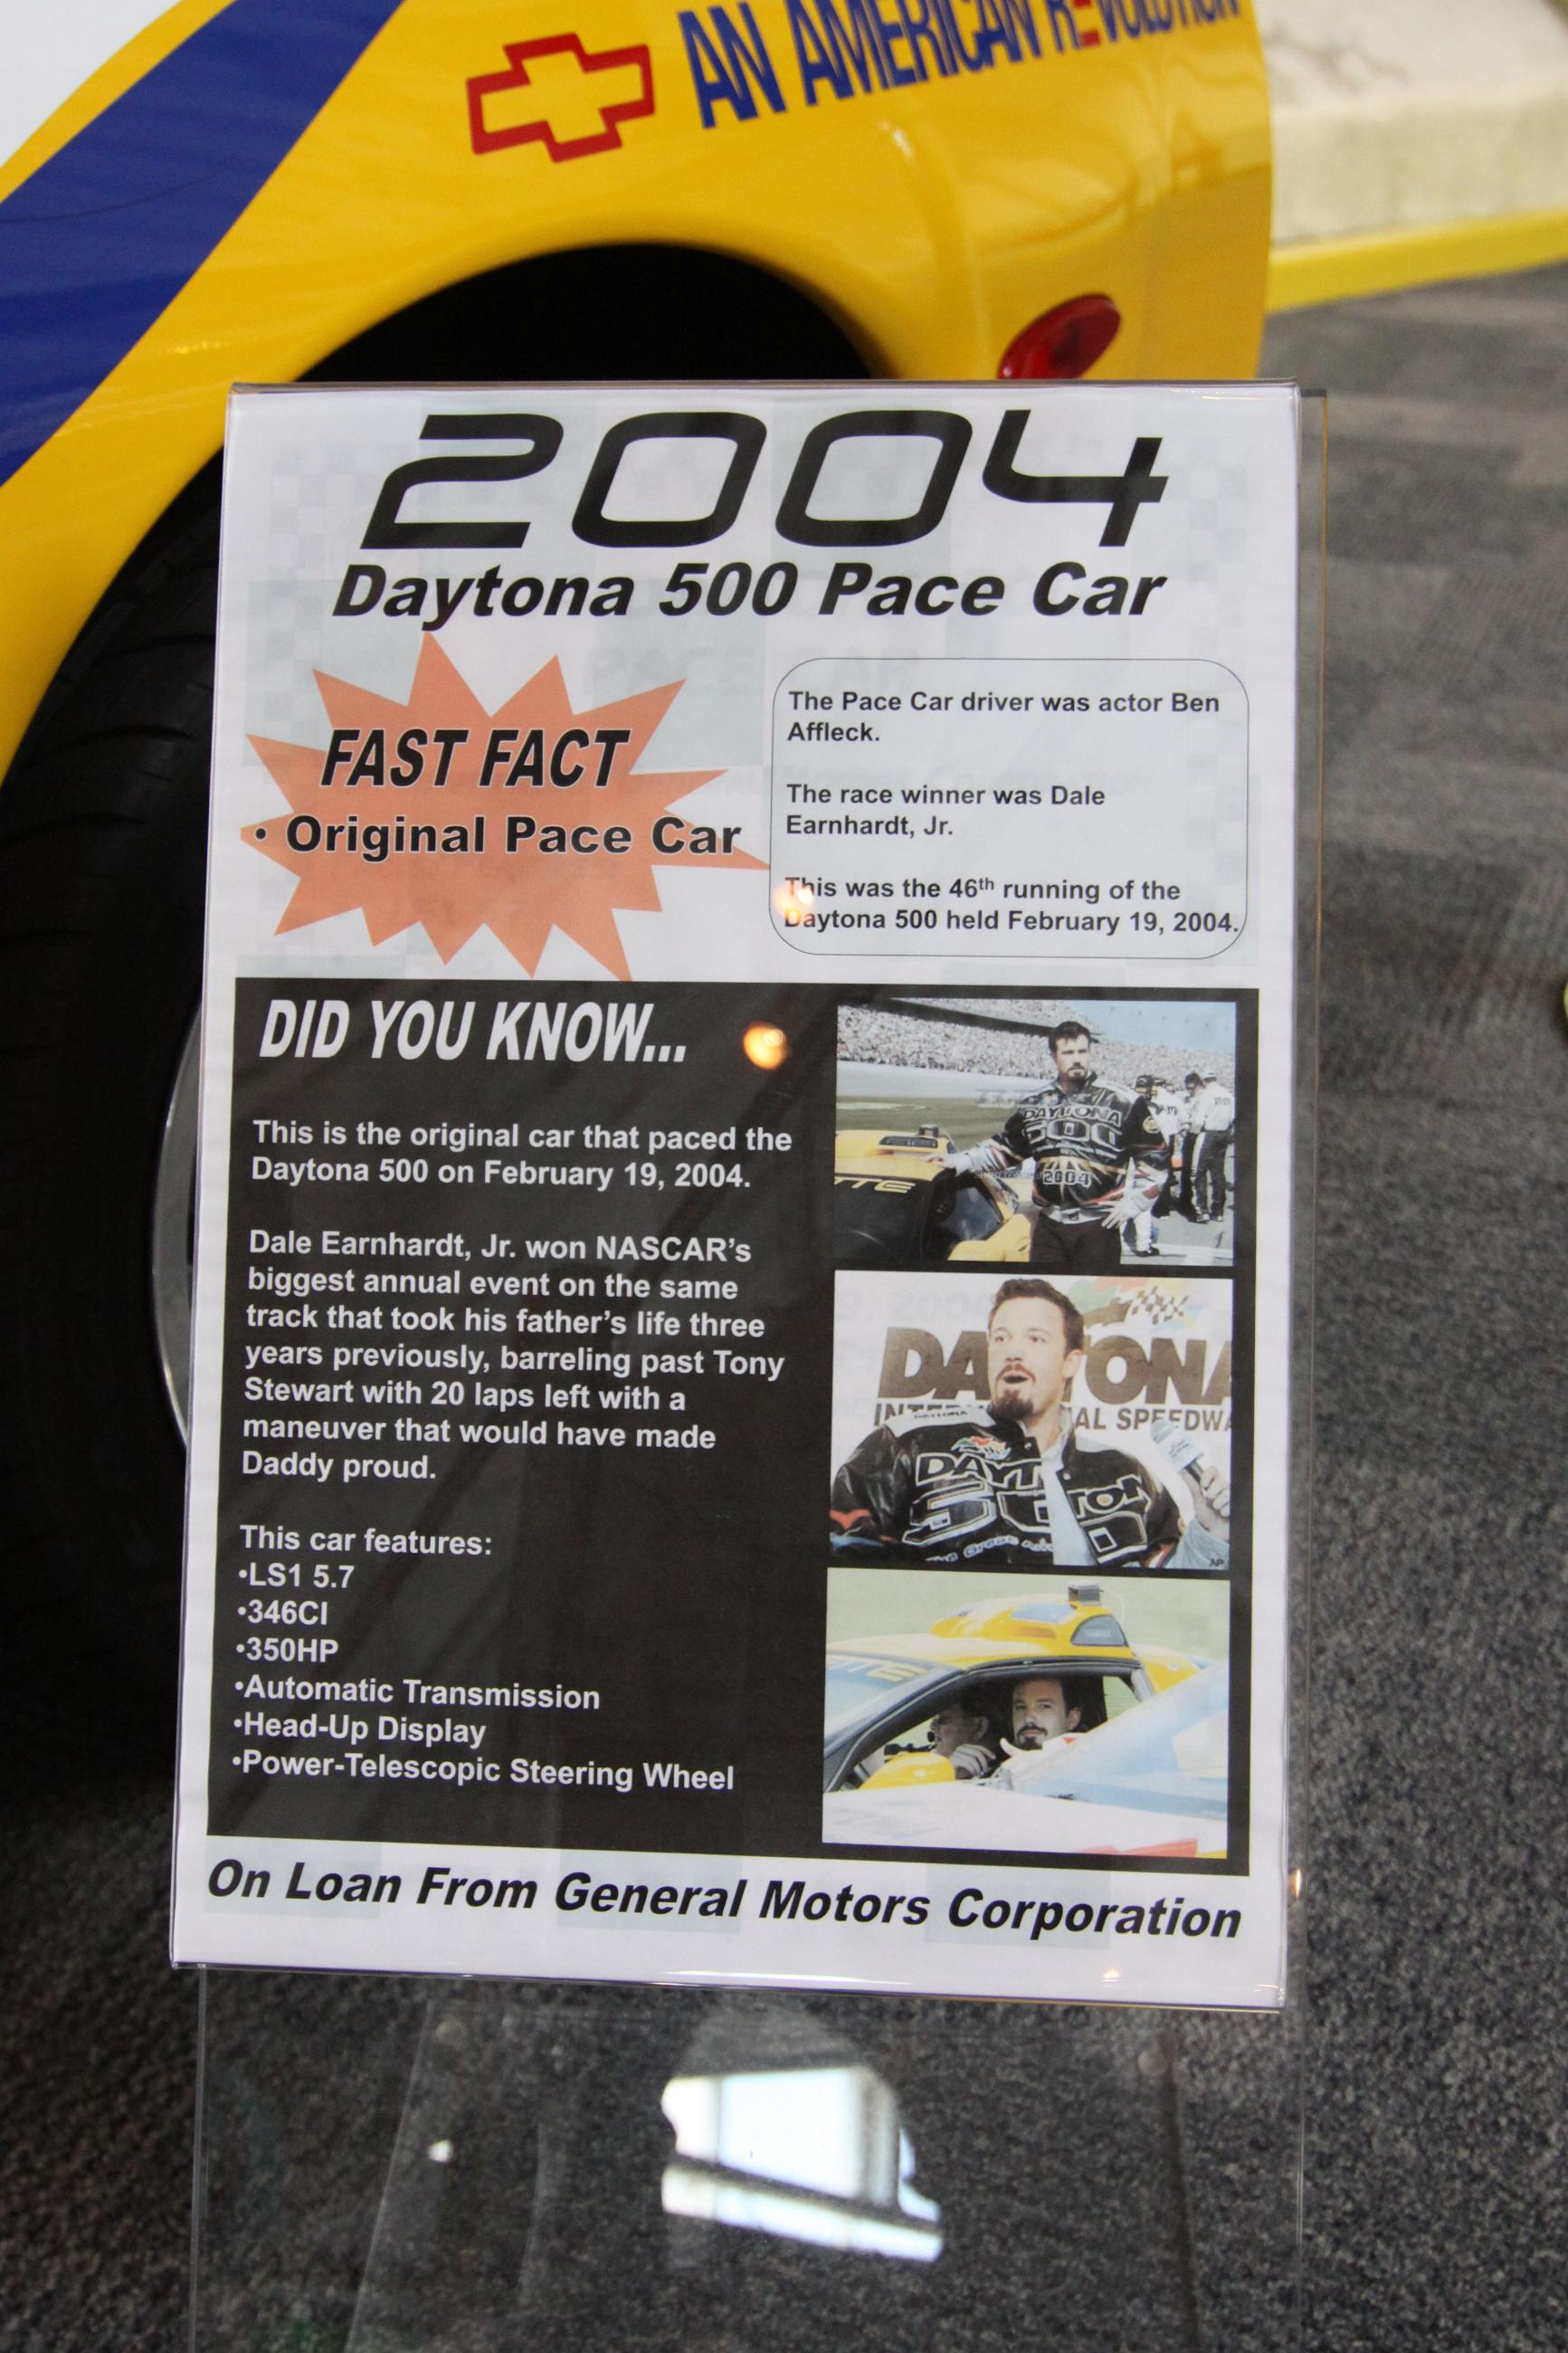 AN AMERICAN REVOLUTION
2004
Daytona 500 Pace Car
FAST FACT
• Original Pace Car
The Pace Car driver was actor Ben
Affleck.
The race winner was Dale
Earnhardt, Jr.
This was the 46th running of the
Daytona 500 held February 19, 2004.
DID YOU KNOW...
This is the original car that paced the
Daytona 500 on February 19, 2004.
Dale Earnhardt, Jr. won NASCAR's
biggest annual event on the same
track that took his father's life three
years previously, barreling past Tony
Stewart with 20 laps left with a
maneuver that would have made
Daddy proud.
This car features:
•LS1 5.7
•346CI
•350HP
•Automatic Transmission
•Head-Up Display
•Power-Telescopic Steering Wheel
TTE
DAYTONA
500
2004
DAYTONA
AL SPEEDWA
DAYT
AP
On Loan From General Motors Corporation